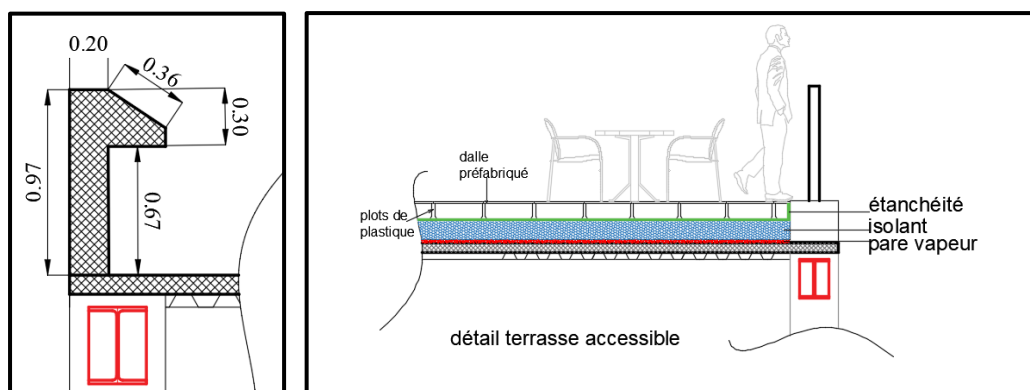 0.20
0.36
0.30
0.97
0.67
dalle
préfabriqué
plots de
plastique
étanchéité
isolant
pare vapeur
détail terrasse accessible